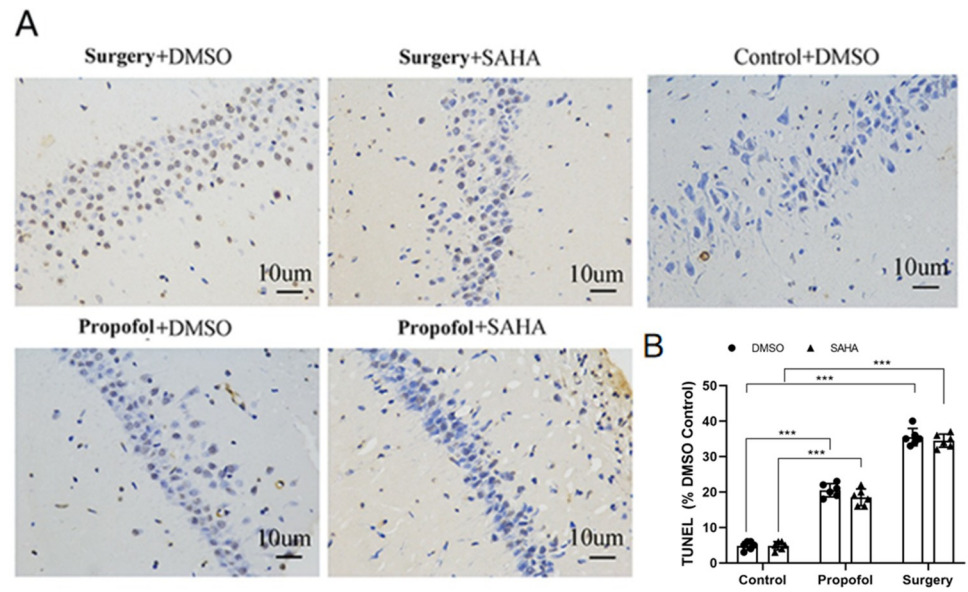 A
Surgery+DMSO
Surgery+SAHA
Control+DMSO
10um
10um
10um
Propofol+DMSO
Propofol+SAHA
10um
10um
B
DMSO
SAHA
***
***
***
***
TUNEL (% DMSO Control)
50
40
30
20
10
0
Control
Propofol
Surgery